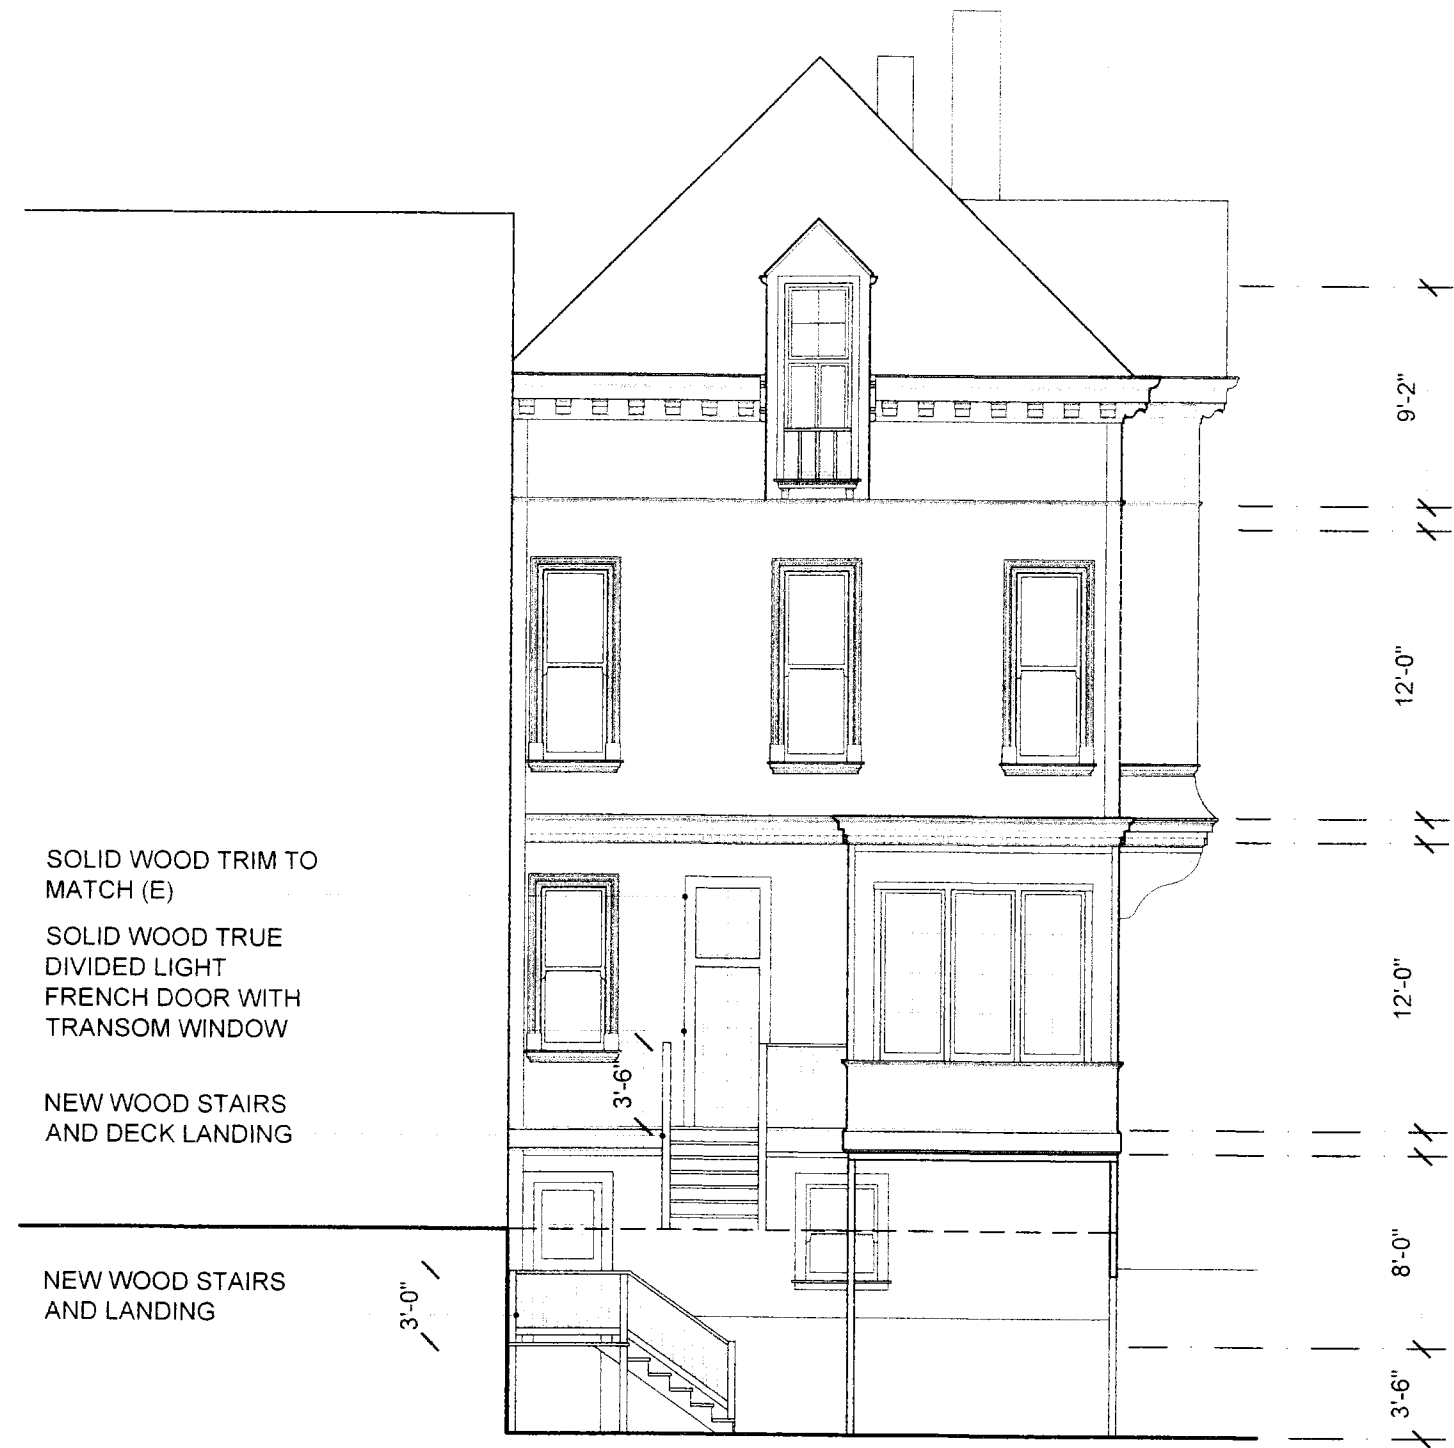 SOLID WOOD TRIM TO
MATCH (E)
SOLID WOOD TRUE
DIVIDED LIGHT
FRENCH DOOR WITH
TRANSOM WINDOW
NEW WOOD STAIRS
AND DECK LANDING
NEW WOOD STAIRS
AND LANDING
3'-0"
3'-6"
9'-2"
12'-0"
12'-0"
8'-0"
3'-6"